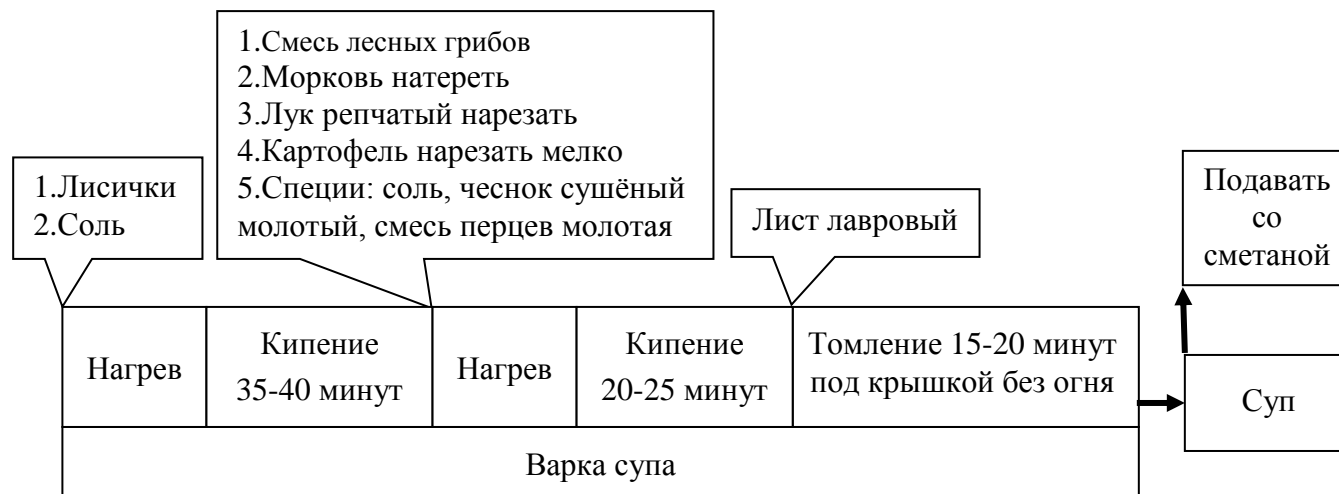 1.Смесь лесных грибов
2.Морковь натереть
3.Лук репчатый нарезать
4.Картофель нарезать мелко
5.Специи: соль, чеснок сушёный
молотый, смесь перцев молотая
1.Лисички
2.Соль
Лист лавровый
Подавать
со
сметаной
Нагрев
Кипение
35-40 минут
Нагрев
Кипение
20-25 минут
Томление 15-20 минут
под крышкой без огня
Суп
Варка супа